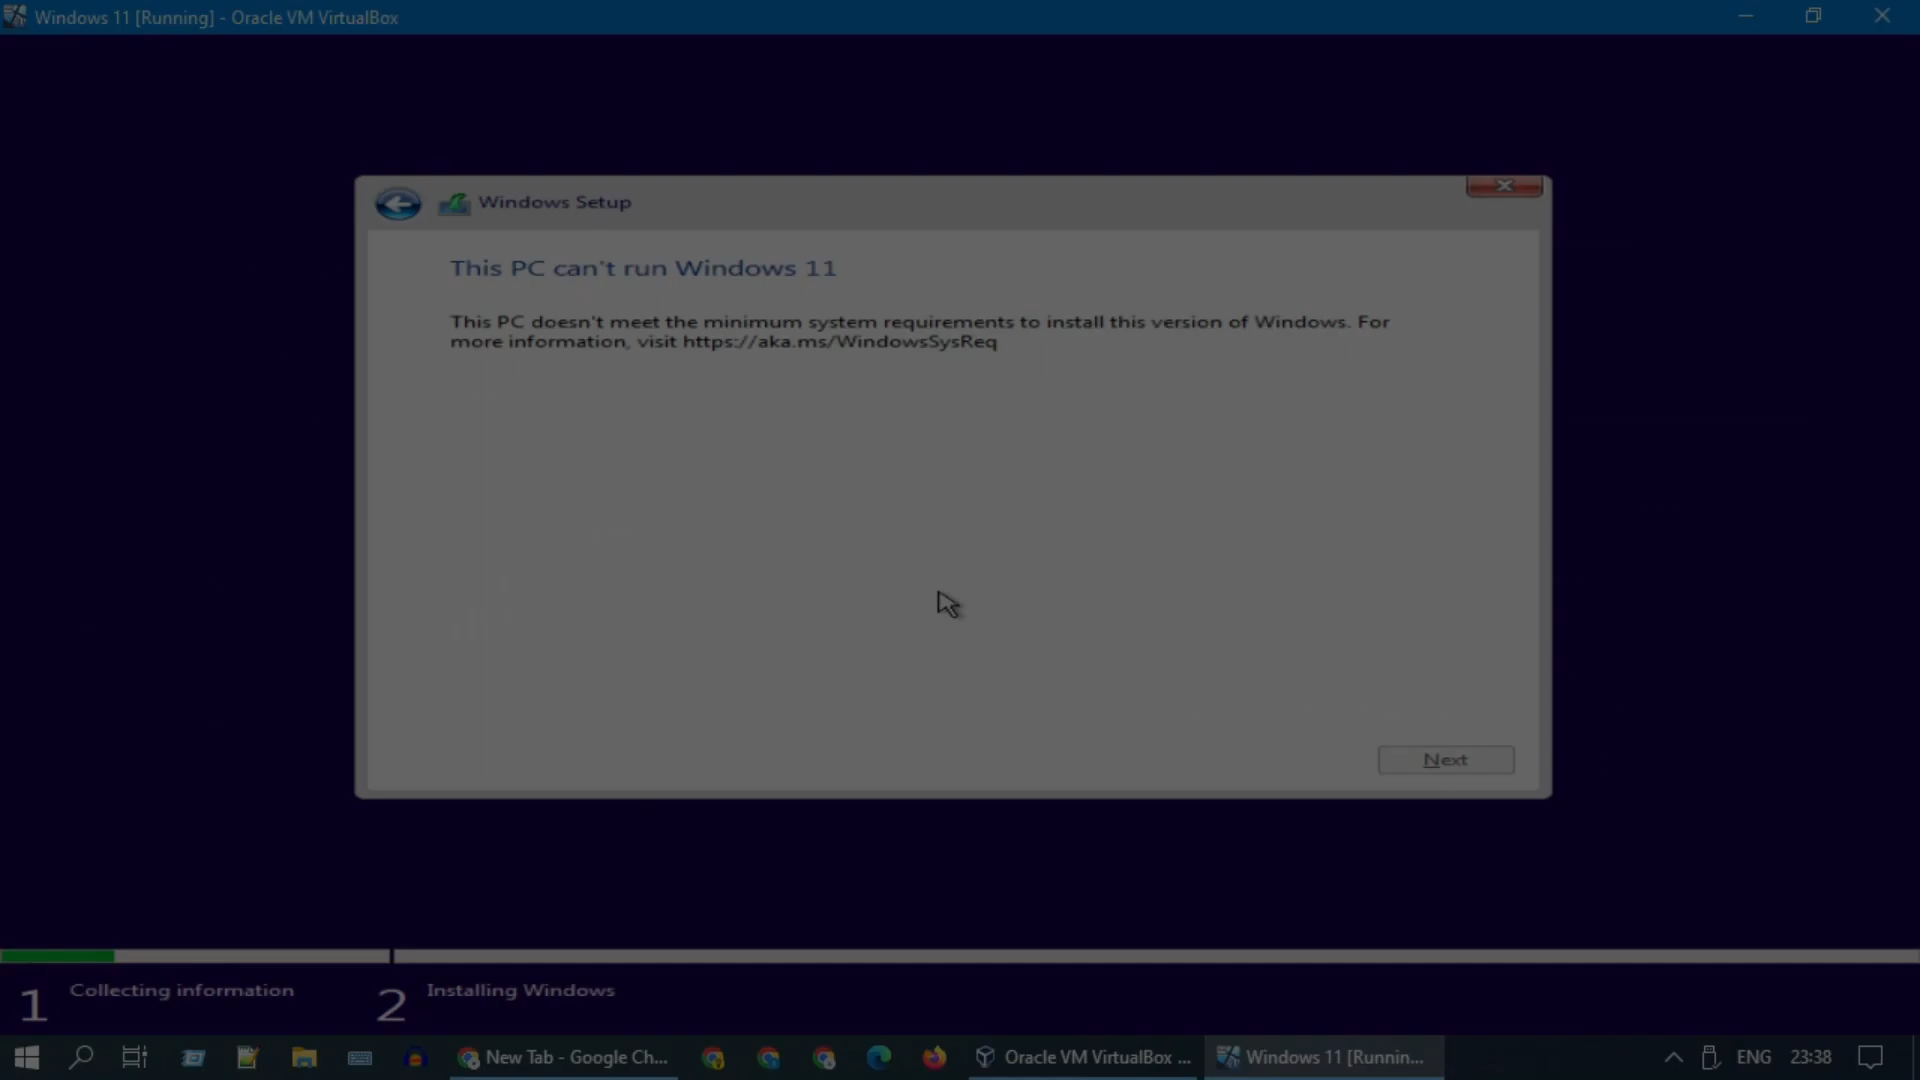 Windows 11 [Running] - Oracle VM VirtualBox
Windows Setup
This PC can't run Windows 11
This PC doesn't meet the minimum system requirements to install this version of Windows. For
more information, visit https://aka.ms/WindowsSysReq
Next
1 Collecting information
2 Installing Windows
New Tab - Google Ch...
Oracle VM VirtualBox ...
Windows 11 [Runnin...
ENG
23:38